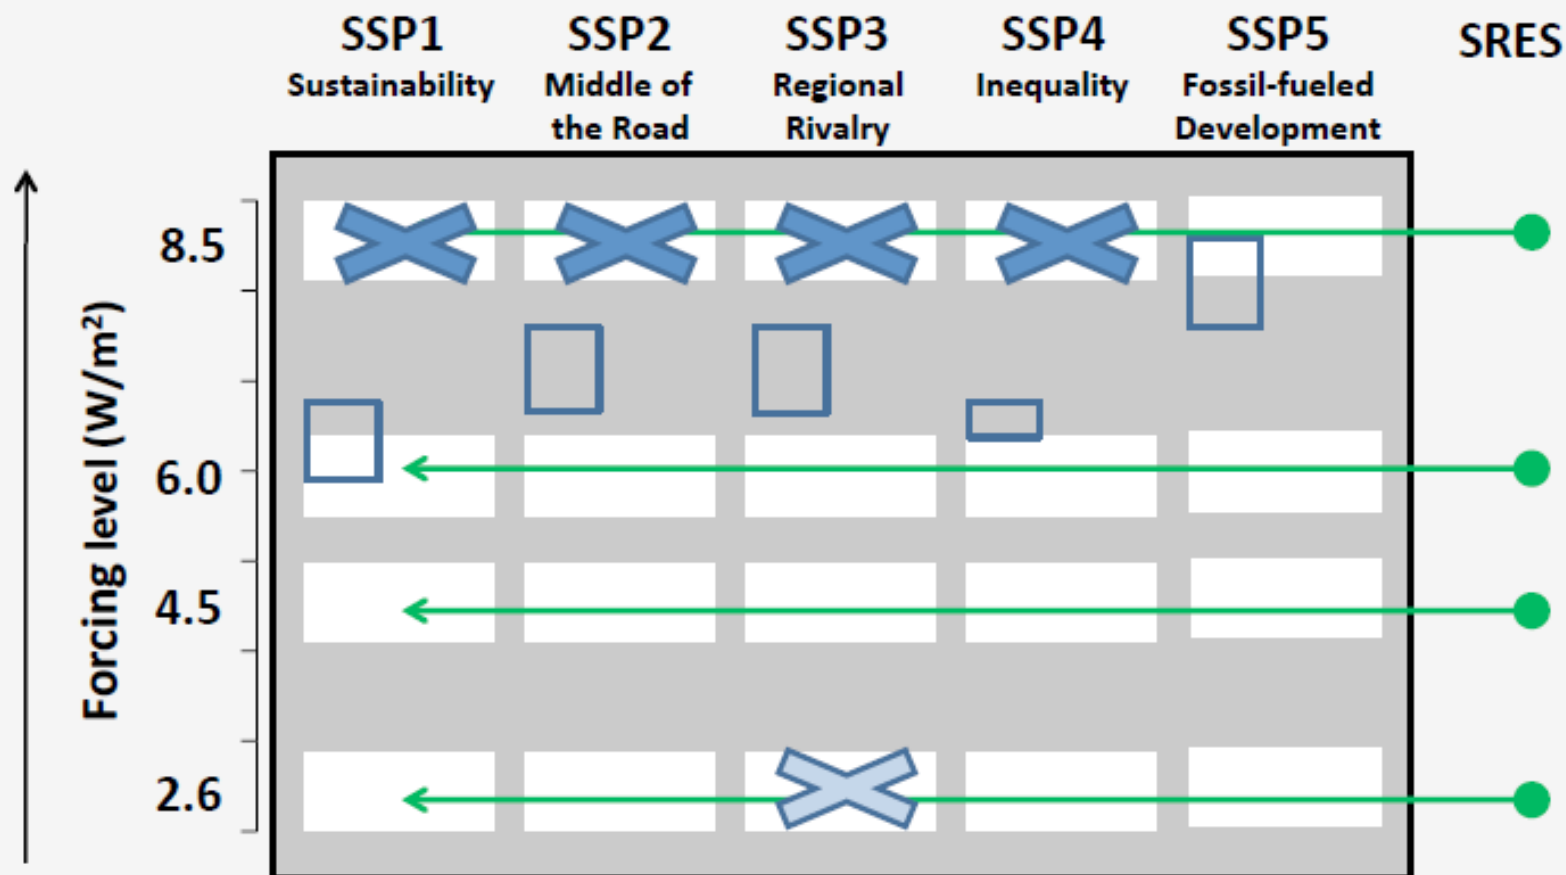 SSP1 SSP2 SSP3 SSP4 SSP5 SRES
Sustainability Middle of Regional Inequality Fossil-fueled
the Road Rivalry Development
8.5
6.0
4.5
2.6
Forcing level (W/m²)